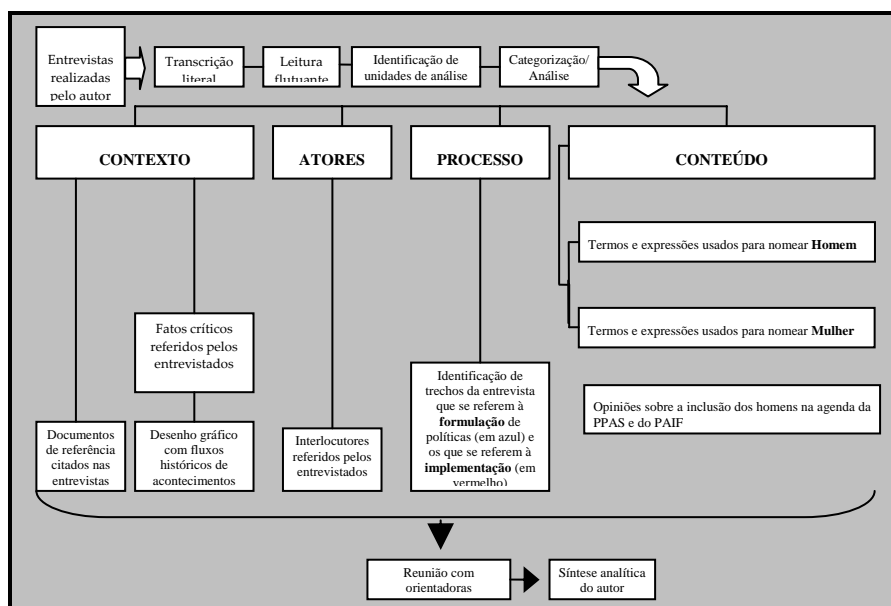 Entrevistas
realizadas
pelo autor
Transcrição
literal
Leitura
flutuante
Identificação de
unidades de análise
Categorização/
Análise
CONTEXTO
ATORES
PROCESSO
CONTEÚDO
Termos e expressões usados para nomear Homem
Termos e expressões usados para nomear Mulher
Opiniões sobre a inclusão dos homens na agenda da
PPAS e do PAIF
Fatos críticos
referidos pelos
entrevistados
Documentos
de referência
citados nas
entrevistas
Desenho gráfico
com fluxos
históricos de
acontecimentos
Interlocutores
referidos pelos
entrevistados
Identificação de
trechos da entrevista
que se referem à
formulação de
políticas (em azul) e
os que se referem à
implementação (em
vermelho)
Reunião com
orientadoras
Síntese analítica
do autor